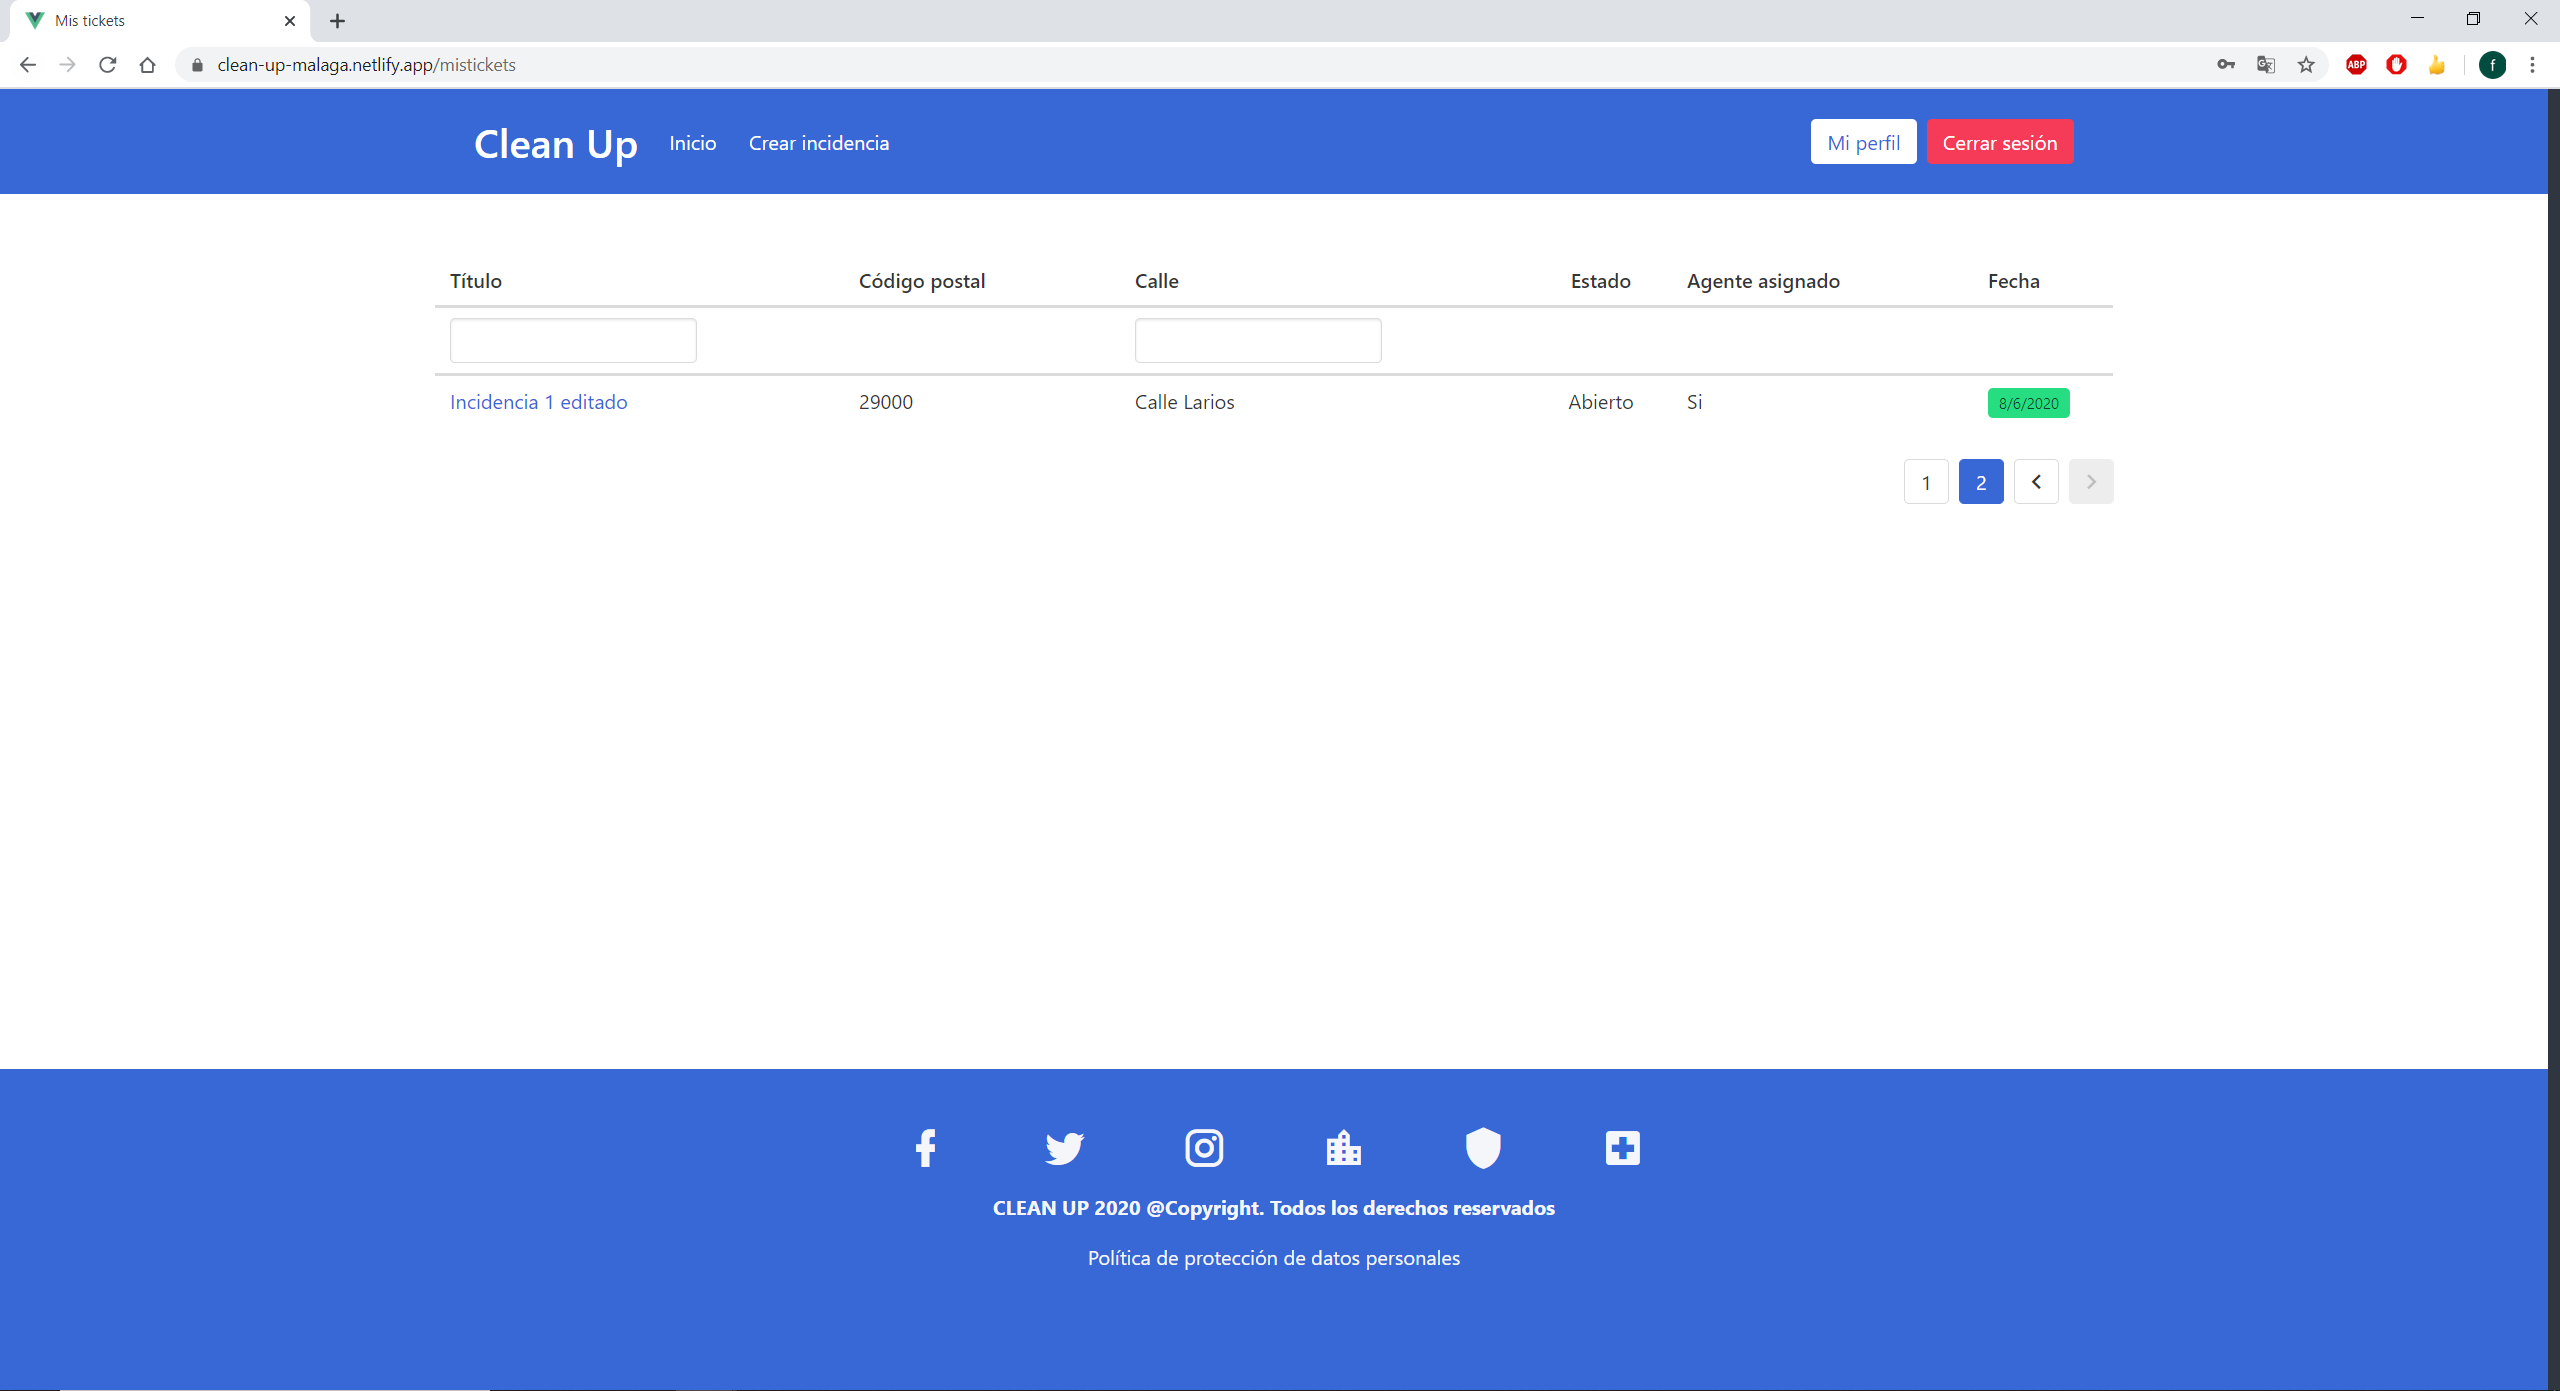 Mis tickets
clean-up-malaga.netlify.app/mistickets
ABP
f
Clean Up Inicio Crear incidencia Mi perfil Cerrar sesión
Título Código postal Calle Estado Agente asignado Fecha
Incidencia 1 editado 29000 Calle Larios Abierto Si 8/6/2020
1 2
CLEAN UP 2020 @Copyright. Todos los derechos reservados
Política de protección de datos personales